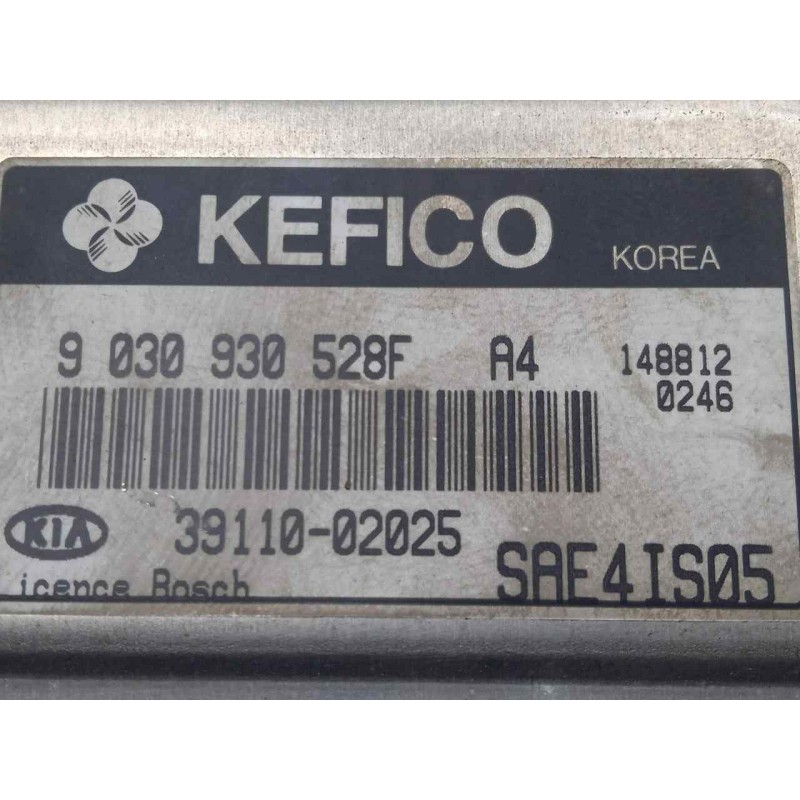 KEFICO KOREA
9 030 930 528F A4 148812
0246
KIA 39110-02025 SAE4IS05
icence Bosch